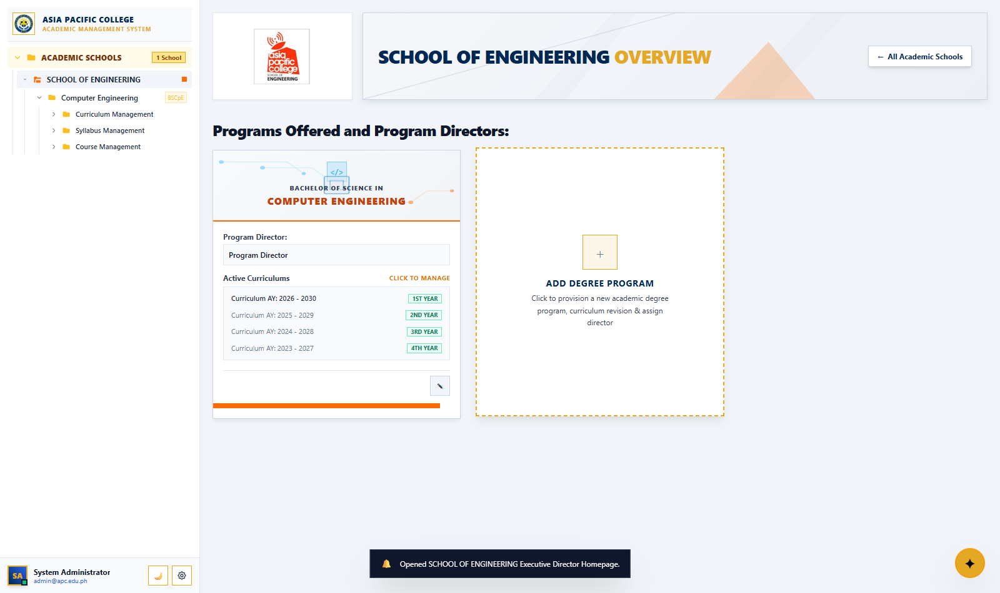 ASIA PACIFIC COLLEGE
ACADEMIC MANAGEMENT SYSTEM
ACADEMIC SCHOOLS
1 School
SCHOOL OF ENGINEERING
Computer Engineering
BSCpE
Curriculum Management
Syllabus Management
Course Management
System Administrator
admin@apc.edu.ph
SA
asia
pacific
college
SCHOOL OF
ENGINEERING
SCHOOL OF ENGINEERING OVERVIEW
← All Academic Schools
Programs Offered and Program Directors:
</>
BACHELOR OF SCIENCE IN
COMPUTER ENGINEERING
Program Director:
Program Director
Active Curriculums
CLICK TO MANAGE
Curriculum AY: 2026 - 2030
1ST YEAR
Curriculum AY: 2025 - 2029
2ND YEAR
Curriculum AY: 2024 - 2028
3RD YEAR
Curriculum AY: 2023 - 2027
4TH YEAR
+
ADD DEGREE PROGRAM
Click to provision a new academic degree
program, curriculum revision & assign
director
Opened SCHOOL OF ENGINEERING Executive Director Homepage.